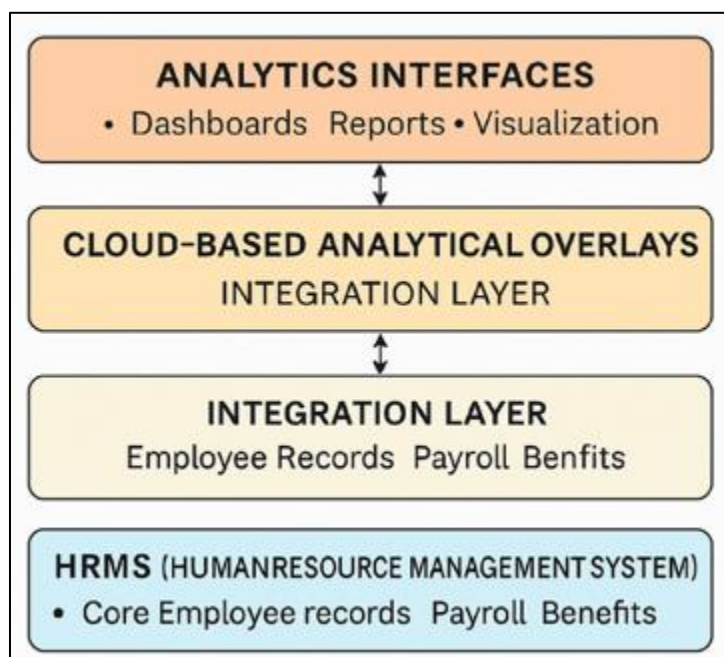 ANALYTICS INTERFACES
• Dashboards Reports • Visualization
CLOUD-BASED ANALYTICAL OVERLAYS
INTEGRATION LAYER
INTEGRATION LAYER
Employee Records Payroll Benfits
HRMS (HUMANRESOURCE MANAGEMENT SYSTEM)
• Core Employee records Payroll Benefits